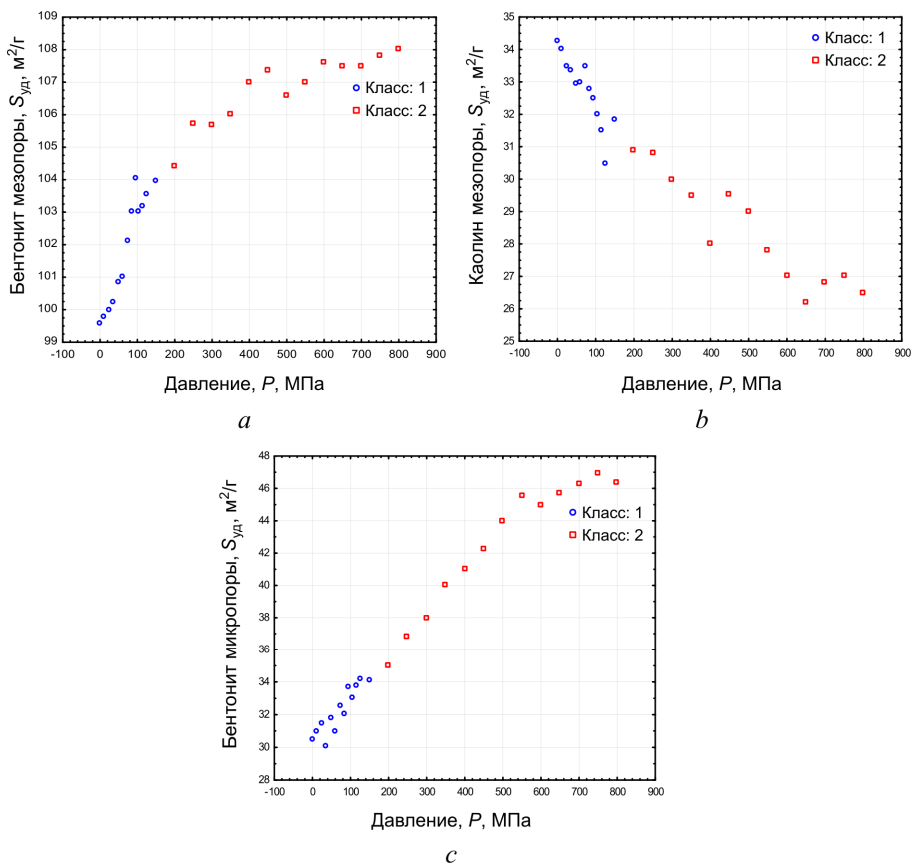 109
108
107
106
105
104
103
102
101
100
99
-100 0 100 200 300 400 500 600 700 800 900
Бентонит мезопоры, Sуд, м²/г
Класс: 1
Класс: 2
Давление, P, МПа
a
35
34
33
32
31
30
29
28
27
26
25
-100 0 100 200 300 400 500 600 700 800 900
Каолин мезопоры, Sуд, м²/г
Класс: 1
Класс: 2
Давление, P, МПа
b
48
46
44
42
40
38
36
34
32
30
28
-100 0 100 200 300 400 500 600 700 800 900
Бентонит микропоры, Sуд, м²/г
Класс: 1
Класс: 2
Давление, P, МПа
c